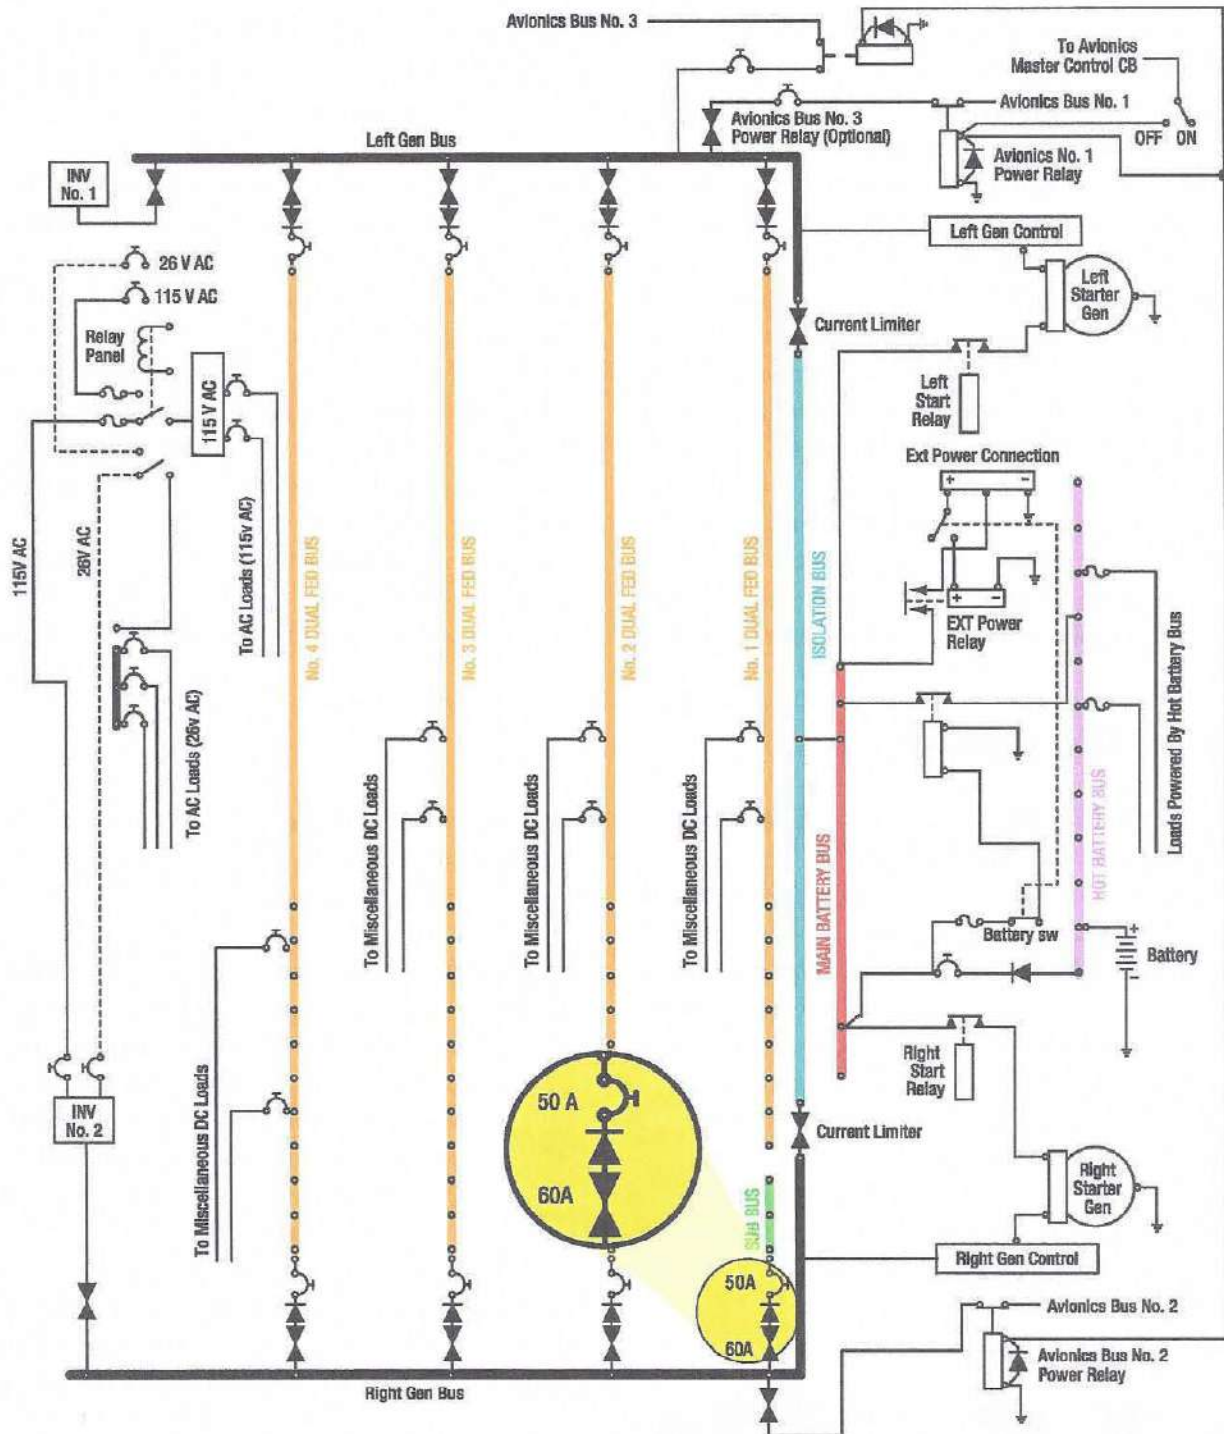 Avionics Bus No. 3
To Avionics
Master Control CB
Avionics Bus No. 1
OFF ON
Avionics Bus No. 3
Power Relay (Optional)
Avionics No. 1
Power Relay
Left Gen Bus
INV
No. 1
Left Gen Control
Left
Starter
Gen
26 V AC
115 V AC
Relay
Panel
115 V AC
Current Limiter
Left
Start
Relay
Ext Power Connection
+ -
+ -
EXT Power
Relay
115V AC
26V AC
To AC Loads (115v AC)
To AC Loads (26v AC)
No. 4 DUAL FED BUS
No. 3 DUAL FED BUS
No. 2 DUAL FED BUS
No. 1 DUAL FED BUS
ISOLATION BUS
MAIN BATTERY BUS
HOT BATTERY BUS
Loads Powered By Hot Battery Bus
To Miscellaneous DC Loads
To Miscellaneous DC Loads
To Miscellaneous DC Loads
To Miscellaneous DC Loads
Battery sw
+
-
Battery
Right
Start
Relay
INV
No. 2
50 A
60A
Current Limiter
SUB BUS
50A
60A
Right
Starter
Gen
Right Gen Control
Avionics Bus No. 2
Avionics Bus No. 2
Power Relay
Right Gen Bus